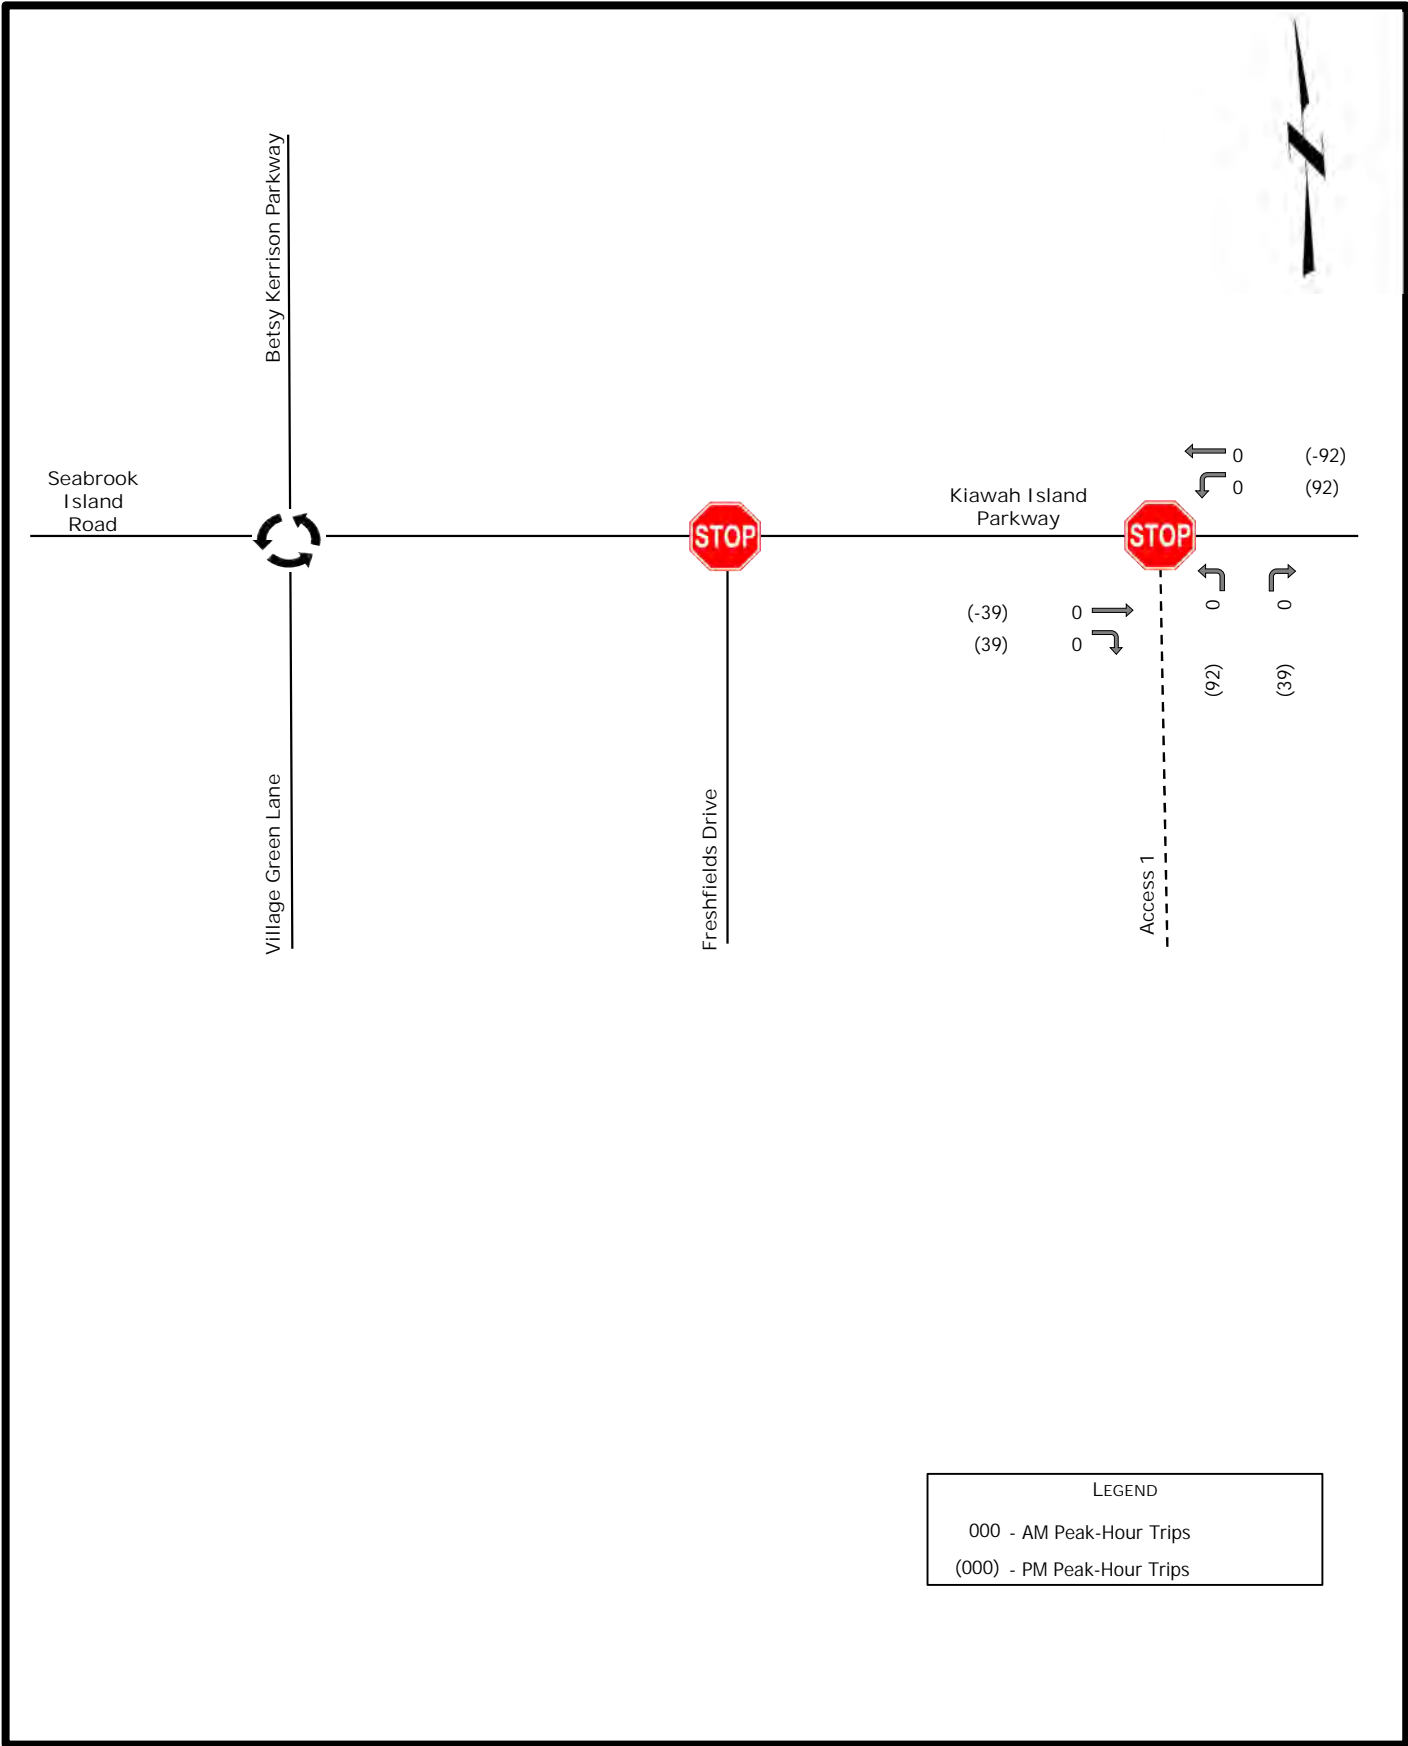 Betsy Kerrison Parkway
Seabrook
Island
Road
Kiawah Island
Parkway
0 (-92)
0 (92)
STOP
STOP
(-39) 0
(39) 0
0
0
(92)
(39)
Village Green Lane
Freshfields Drive
Access 1
LEGEND
000 - AM Peak-Hour Trips
(000) - PM Peak-Hour Trips